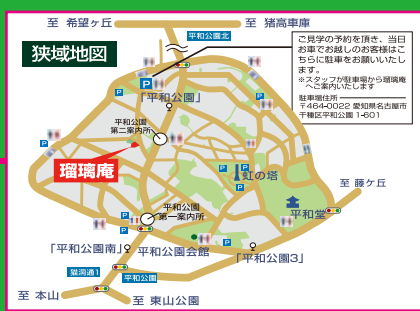 至 希望ヶ丘
至 猪高車庫
平和公園北
狭域地図
ご見学の予約を頂き、当日
お車でお越しのお客様はこ
ちらに駐車をお願いいたし
ます。
※スタッフが駐車場から瑠璃庵
へご案内いたします
駐車場住所
〒464-0022 愛知県名古屋市
千種区平和公園 1-601
P
「平和公園」
平和公園
第二案内所
瑠璃庵
虹の塔
至 藤ケ丘
平和堂
平和公園
第一案内所
「平和公園南」
平和公園会館
「平和公園3」
猫洞通1
平和公園
至 本山
至 東山公園